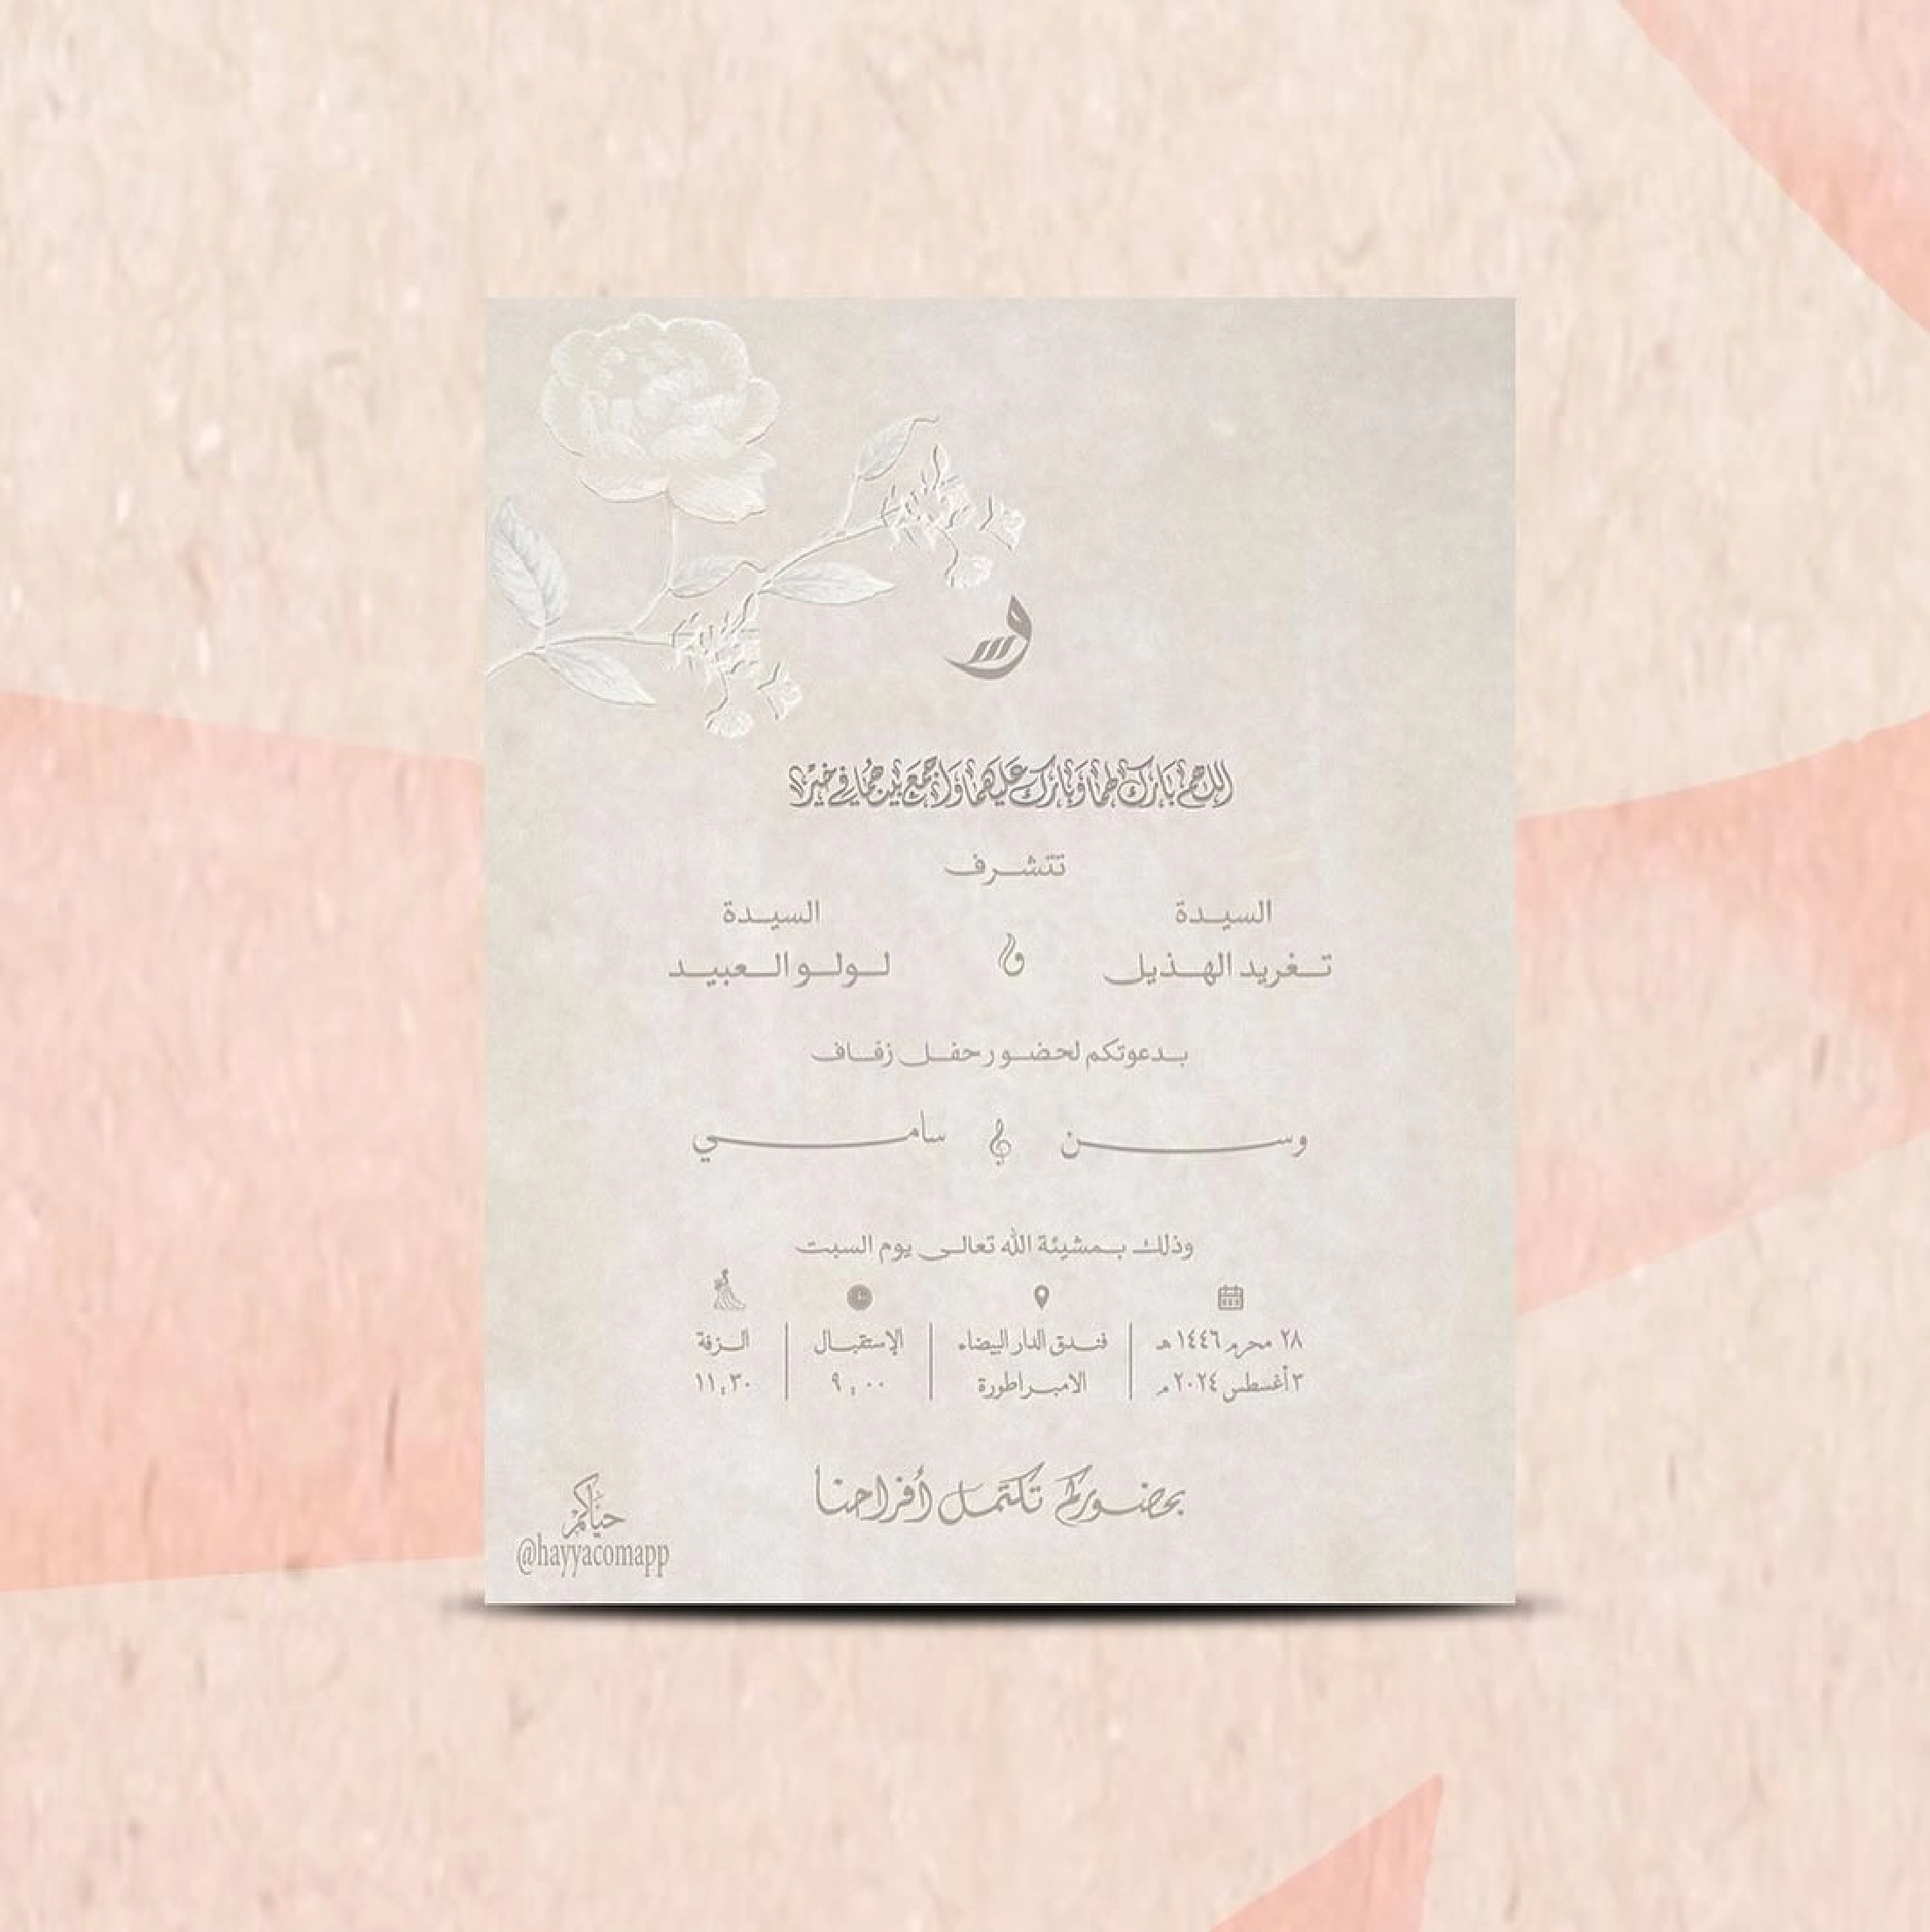 اللهم بارك لهما وبارك عليهما واجمع بينهما في خير
تتشرف
السيدة السيدة
تغريد الهذيل و لولو العبيد
بدعوتكم لحضور حفل زفاف
وسن & سامي
وذلك بمشيئة الله تعالى يوم السبت
٢٨ محرم ١٤٤٦ هـ | فندق الدار البيضاء | الإستقبال | الزفة
٣ أغسطس ٢٠٢٤ م | الامبراطورة | ٩:٠٠ | ١١:٣٠
بحضوركم تكتمل أفراحنا
حياكم
@hayyacomapp